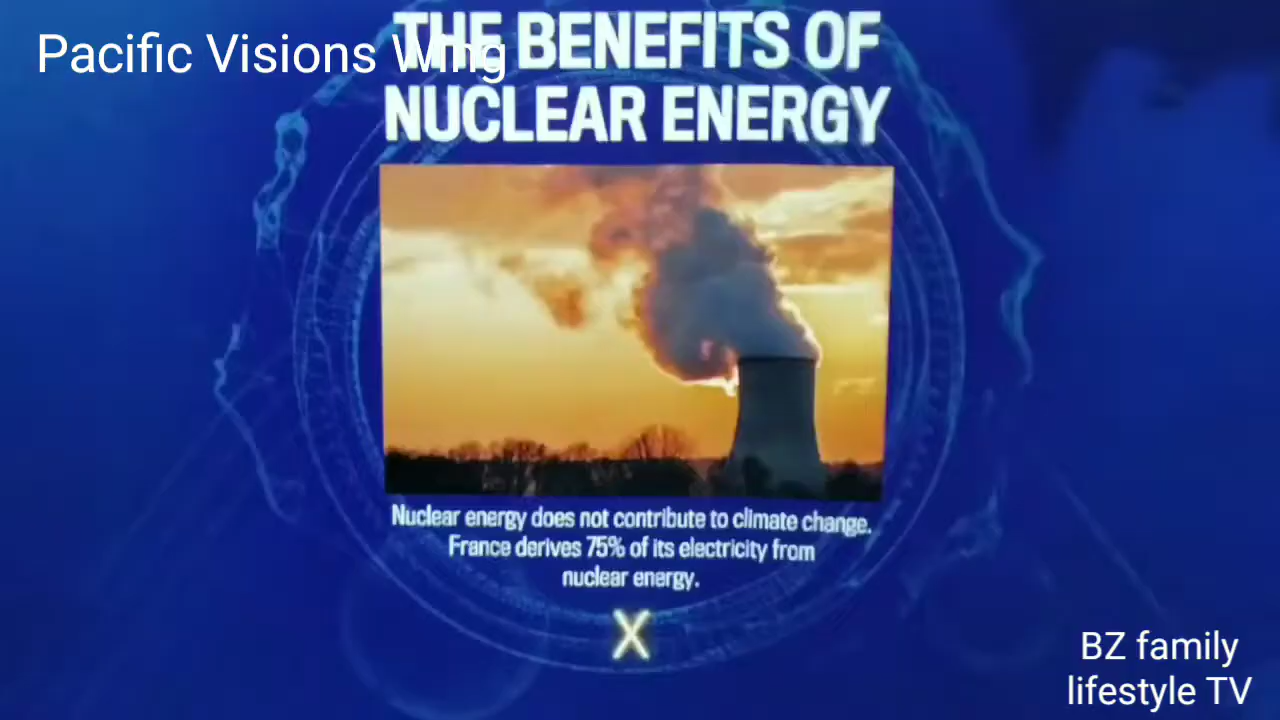 Pacific Visions Wing
THE BENEFITS OF
NUCLEAR ENERGY
Nuclear energy does not contribute to climate change.
France derives 75% of its electricity from
nuclear energy.
X
BZ family
lifestyle TV